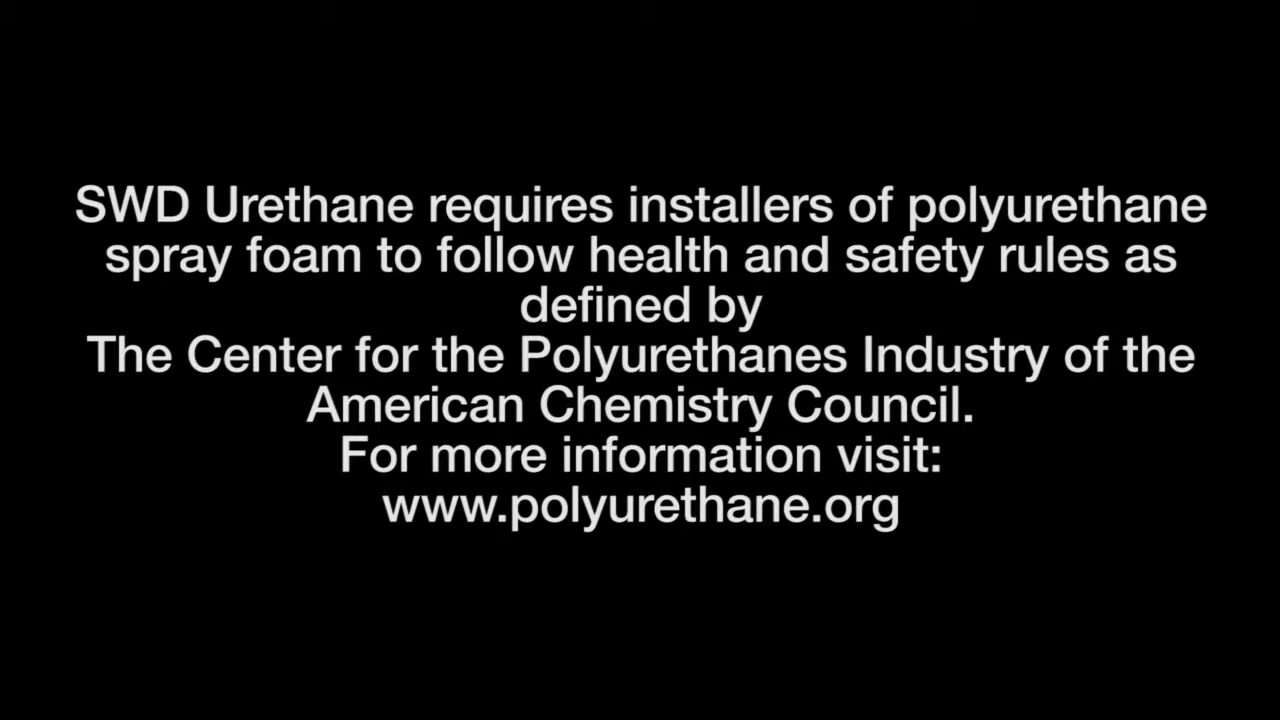 SWD Urethane requires installers of polyurethane
spray foam to follow health and safety rules as
defined by
The Center for the Polyurethanes Industry of the
American Chemistry Council.
For more information visit:
www.polyurethane.org